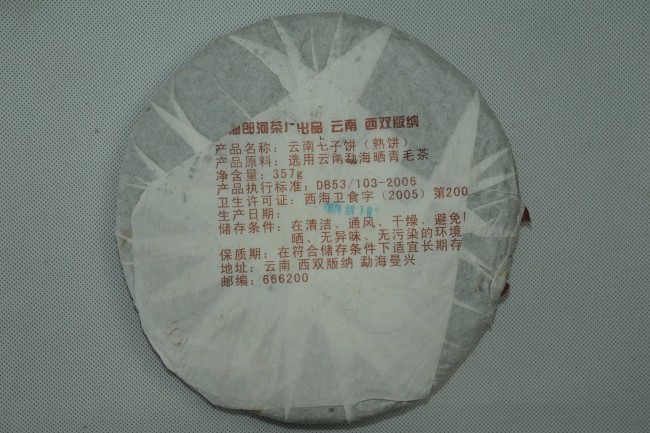 郎河茶厂出品 云南 西双版纳
产品名称：云南七子饼（熟饼）
产品原料：选用云南勐海晒青毛茶
净含量：357g
产品执行标准：DB53/103-2006
卫生许可证：西海卫食字（2005）第200
生产日期：
储存条件：在清洁、通风、干燥、避免
晒、无异味、无污染的环境
保质期：在符合储存条件下适宜长期存
地址：云南 西双版纳 勐海曼兴
邮编：666200